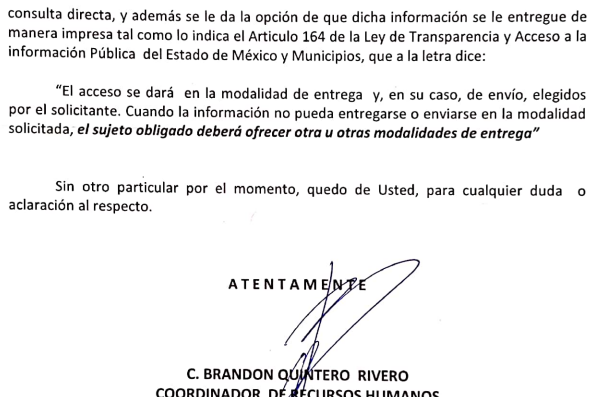 consulta directa, y además se le da la opción de que dicha información se le entregue de
manera impresa tal como lo indica el Articulo 164 de la Ley de Transparencia y Acceso a la
información Pública del Estado de México y Municipios, que a la letra dice:
“El acceso se dará en la modalidad de entrega y, en su caso, de envío, elegidos
por el solicitante. Cuando la información no pueda entregarse o enviarse en la modalidad
solicitada, el sujeto obligado deberá ofrecer otra u otras modalidades de entrega”
Sin otro particular por el momento, quedo de Usted, para cualquier duda o
aclaración al respecto.
A T E N T A M E N T E
C. BRANDON QUINTERO RIVERO
COORDINADOR DE RECURSOS HUMANOS